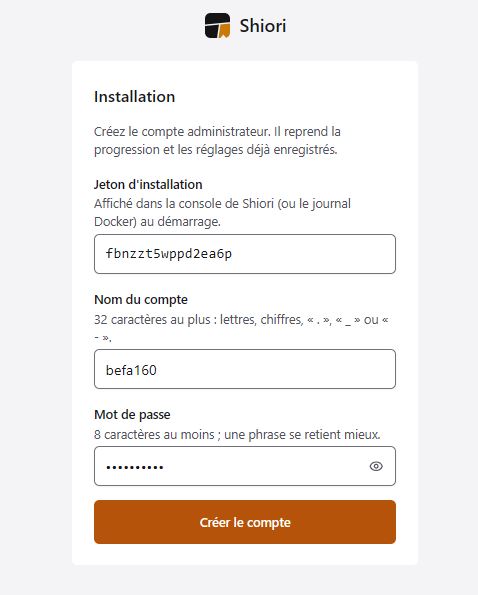 Shiori
Installation
Créez le compte administrateur. Il reprend la
progression et les réglages déjà enregistrés.
Jeton d'installation
Affiché dans la console de Shiori (ou le journal
Docker) au démarrage.
fbnzzt5wppd2ea6p
Nom du compte
32 caractères au plus : lettres, chiffres, « . », « _ » ou «
- ».
befa160
Mot de passe
8 caractères au moins ; une phrase se retient mieux.
••••••••••
Créer le compte